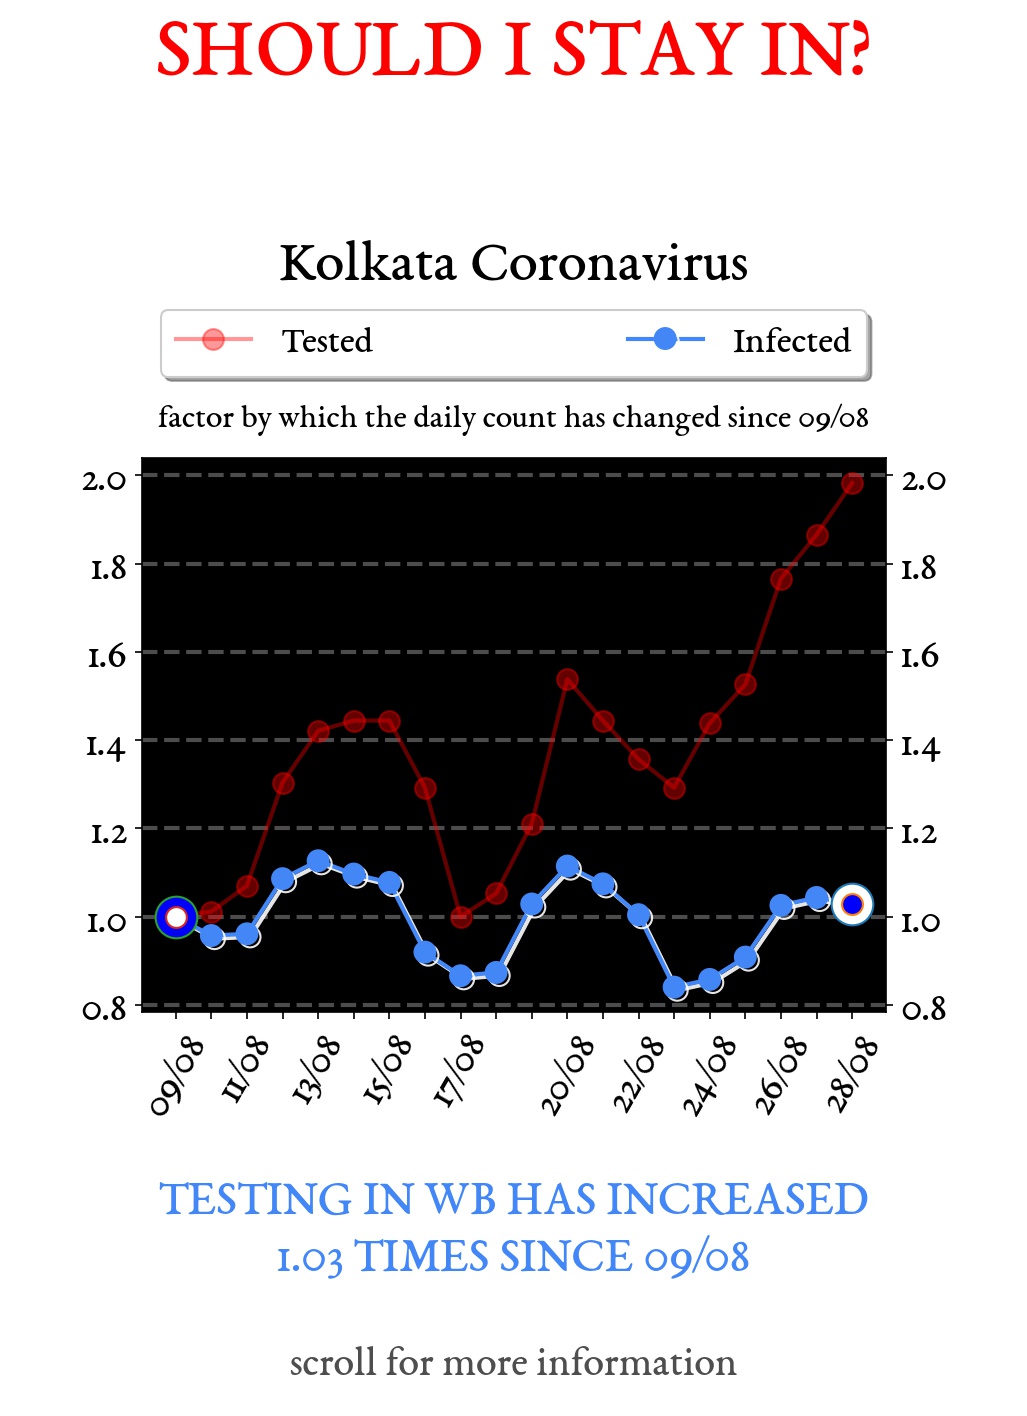 SHOULD I STAY IN?
Kolkata Coronavirus
Tested Infected
factor by which the daily count has changed since 09/08
2.0 2.0
1.8 1.8
1.6 1.6
1.4 1.4
1.2 1.2
1.0 1.0
0.8 0.8
09/08 11/08 13/08 15/08 17/08 20/08 22/08 24/08 26/08 28/08
TESTING IN WB HAS INCREASED
1.03 TIMES SINCE 09/08
scroll for more information